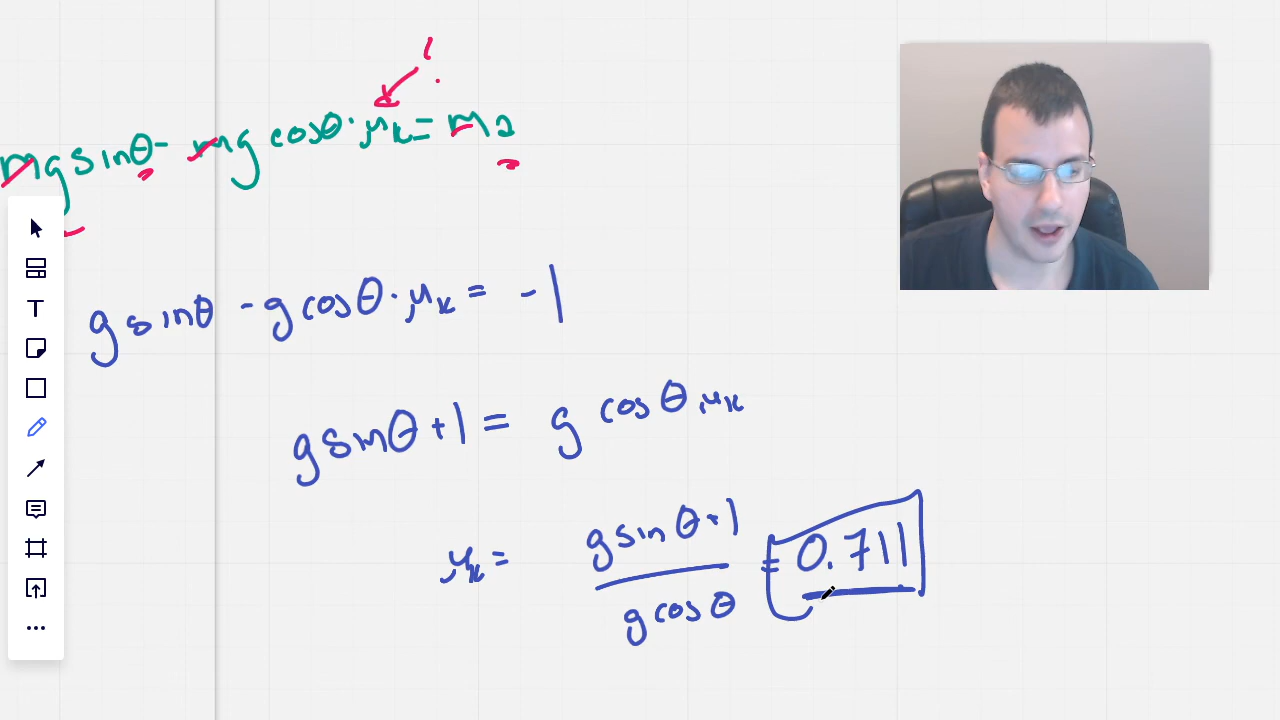 !
mg sinθ - mg cosθ · μk = ma
g sinθ - g cosθ · μk = -1
g sinθ + 1 = g cosθ μk
μk = g sinθ + 1 / g cosθ = 0.711
T